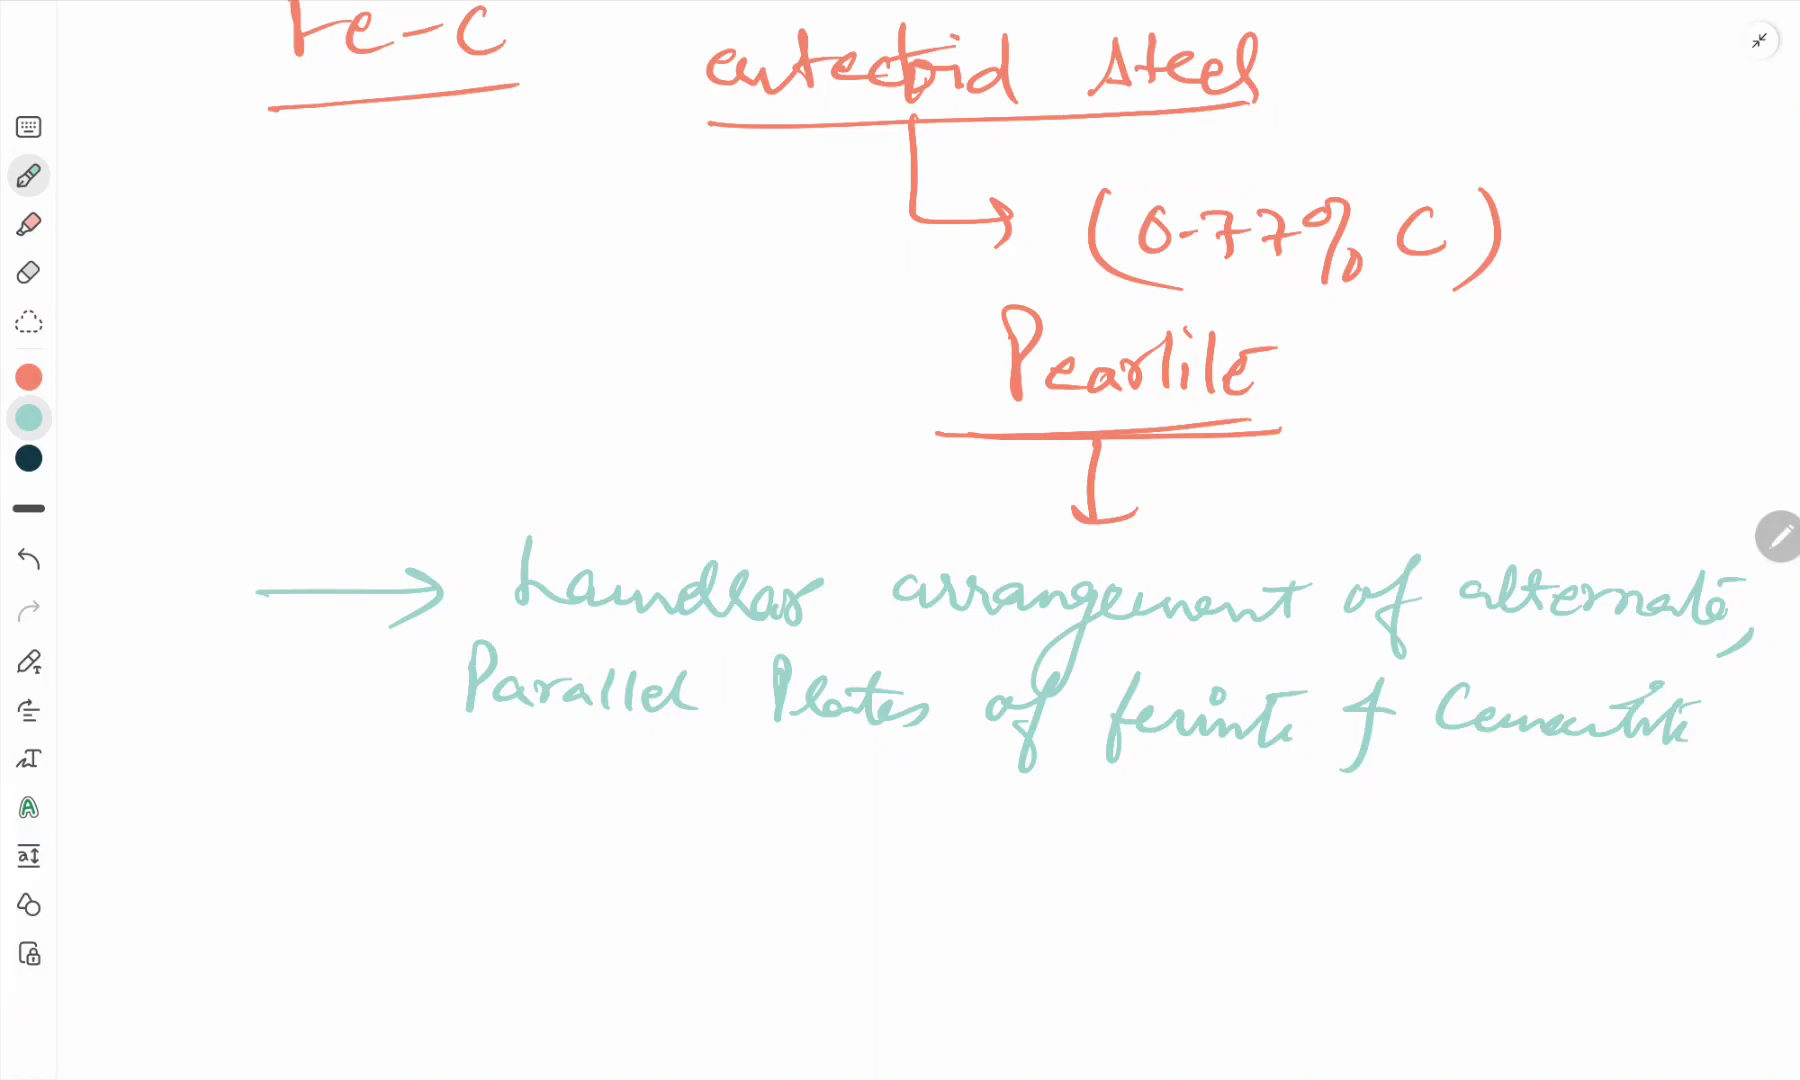 Fe-C
eutectoid steel
(0.77% C)
Pearlite
Lamellar arrangement of alternate,
Parallel Plates of ferrite & Cementite